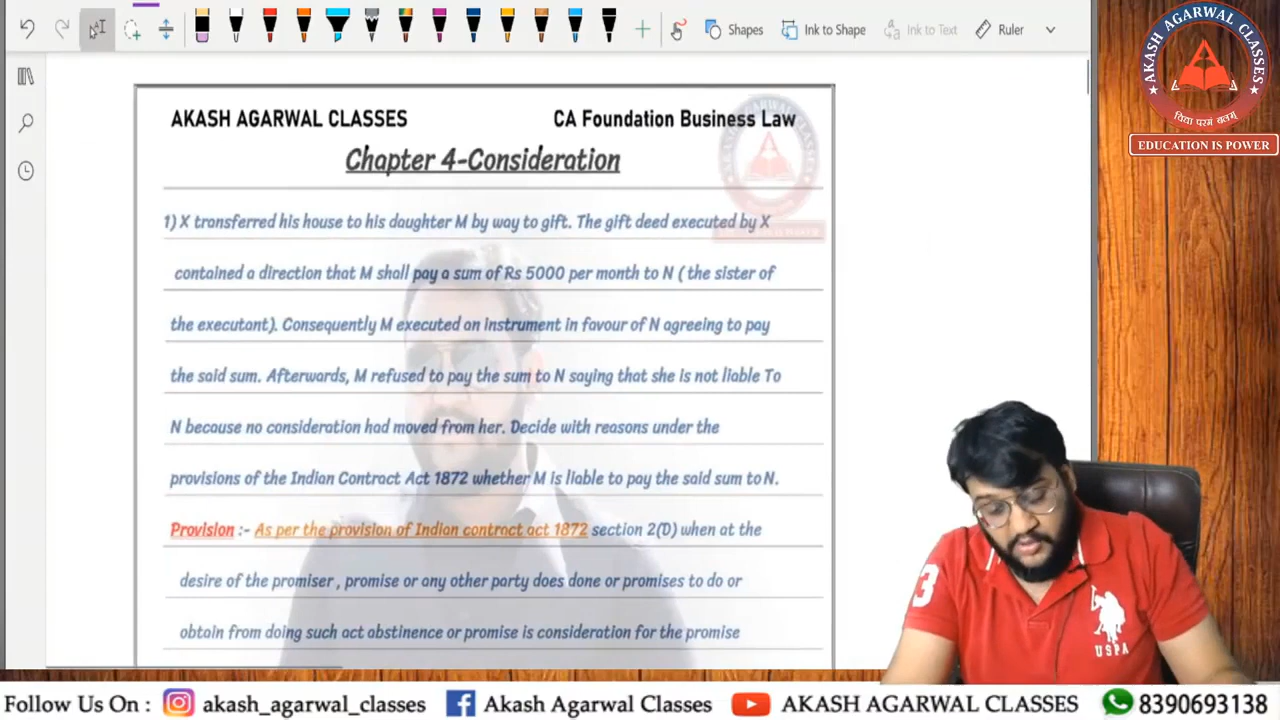 Shapes
Ink to Shape
Ink to Text
Ruler
AKASH AGARWAL CLASSES
विद्या परमं बलम्
EDUCATION IS POWER
AKASH AGARWAL CLASSES CA Foundation Business Law
Chapter 4-Consideration
1) X transferred his house to his daughter M by way to gift. The gift deed executed by X
contained a direction that M shall pay a sum of Rs 5000 per month to N ( the sister of
the executant). Consequently M executed an instrument in favour of N agreeing to pay
the said sum. Afterwards, M refused to pay the sum to N saying that she is not liable To
N because no consideration had moved from her. Decide with reasons under the
provisions of the Indian Contract Act 1872 whether M is liable to pay the said sum to N.
Provision :- As per the provision of Indian contract act 1872 section 2(D) when at the
desire of the promiser , promise or any other party does done or promises to do or
obtain from doing such act abstinence or promise is consideration for the promise
3
USPA
Follow Us On : akash_agarwal_classes Akash Agarwal Classes AKASH AGARWAL CLASSES 8390693138